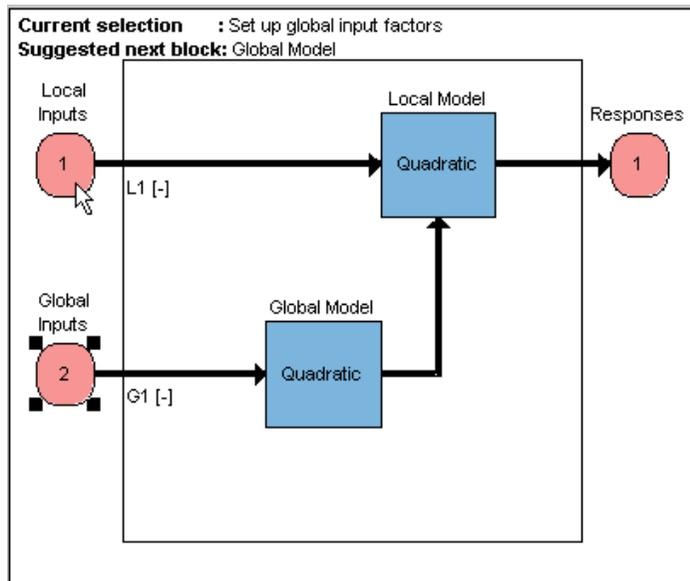 Current selection : Set up global input factors
Suggested next block: Global Model
Local
Inputs
Local Model
Responses
1
Quadratic
1
L1 [-]
Global
Inputs
Global Model
2
Quadratic
G1 [-]